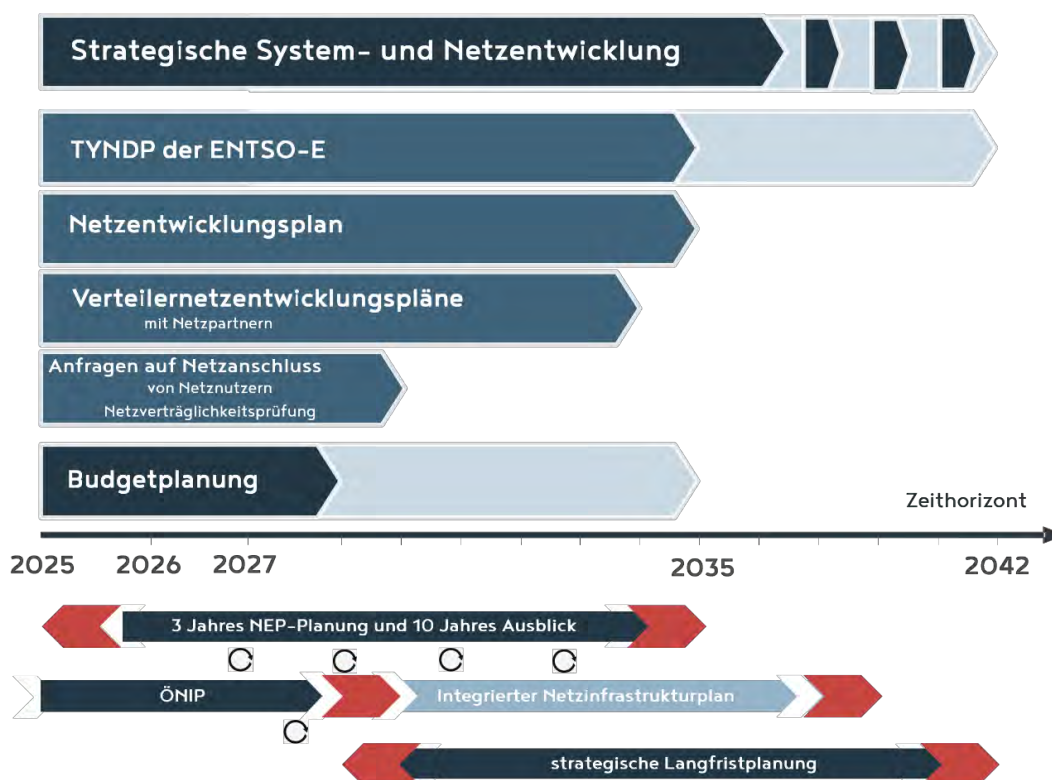 Strategische System- und Netzentwicklung
TYNDP der ENTSO-E
Netzentwicklungsplan
Verteilernetzentwicklungspläne
mit Netzpartnern
Anfragen auf Netzanschluss
von Netznutzern
Netzverträglichkeitsprüfung
Budgetplanung
Zeithorizont
2025 2026 2027 2035 2042
3 Jahres NEP-Planung und 10 Jahres Ausblick
ÖNIP Integrierter Netzinfrastrukturplan
strategische Langfristplanung